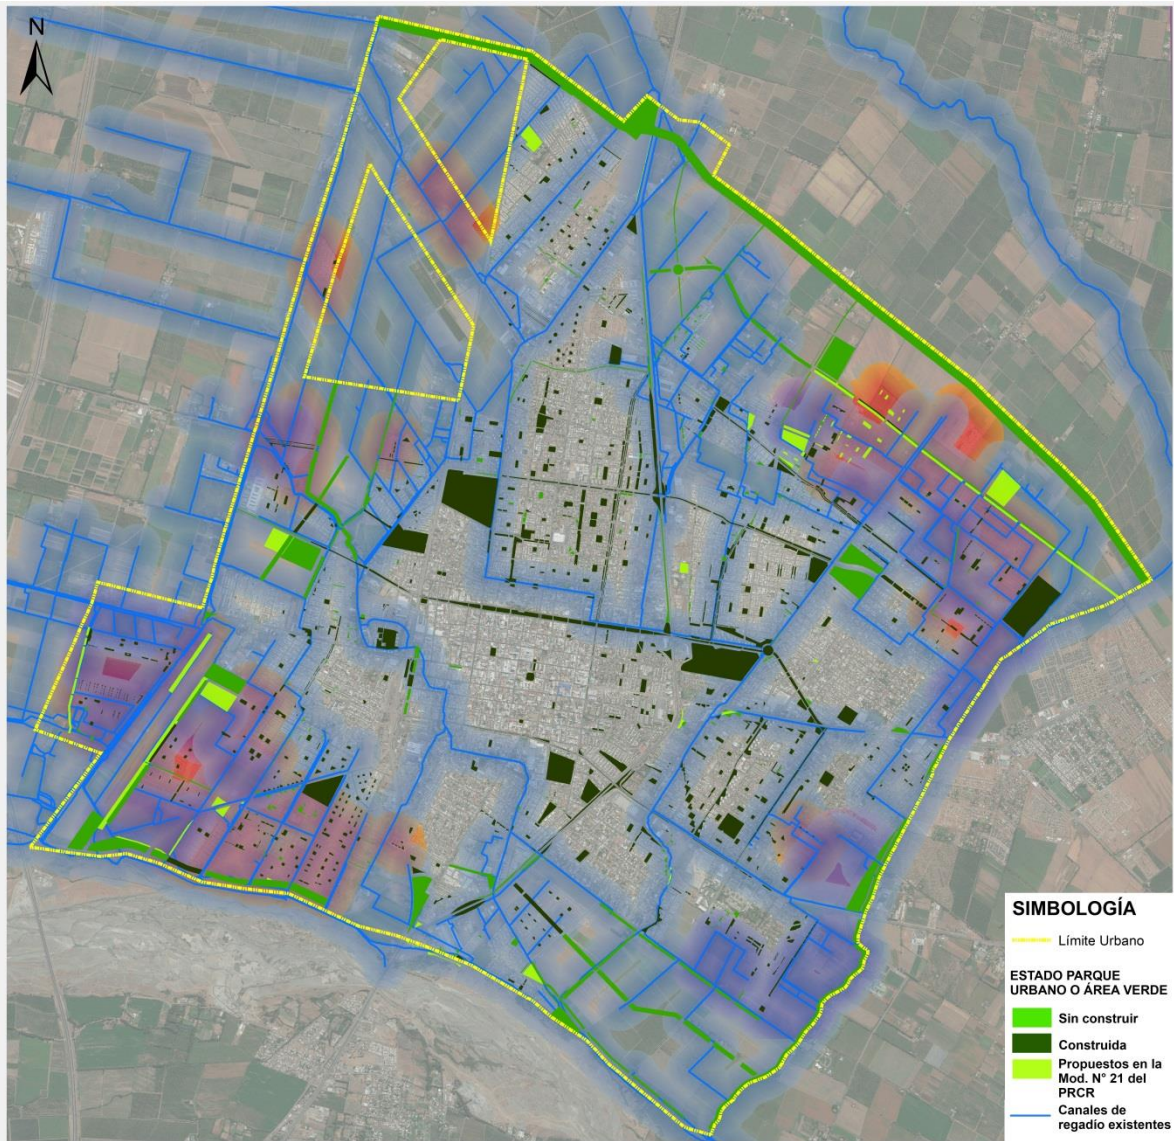 N
SIMBOLOGÍA
Límite Urbano
ESTADO PARQUE
URBANO O ÁREA VERDE
Sin construir
Construida
Propuestos en la
Mod. N° 21 del
PRCR
Canales de
regadío existentes